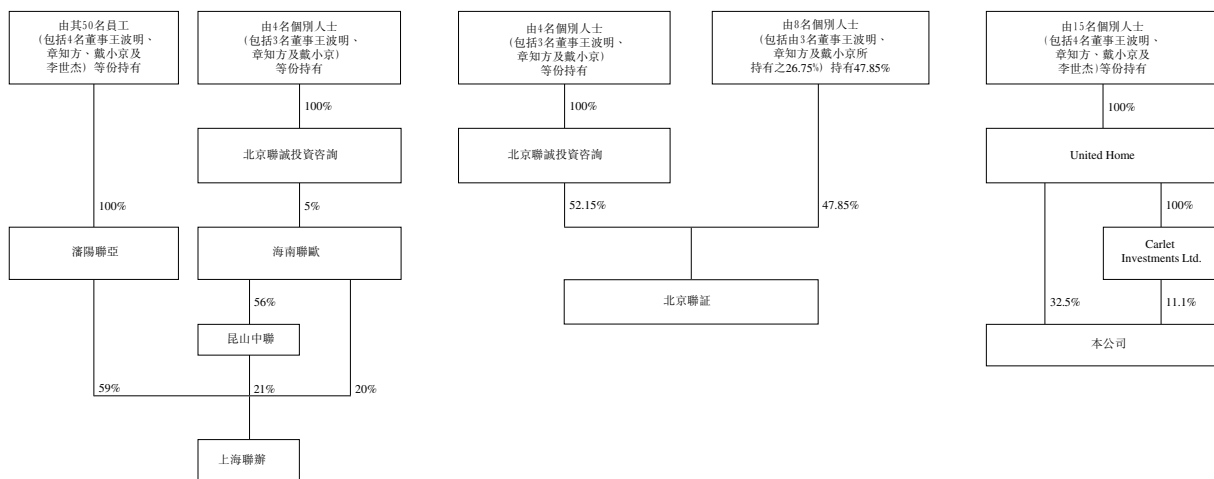 由其50名員工
(包括4名董事王波明、
章知方、戴小京及
李世杰) 等份持有
由4名個別人士
(包括3名董事王波明、
章知方及戴小京)
等份持有
由4名個別人士
(包括3名董事王波明、
章知方及戴小京)
等份持有
由8名個別人士
(包括由3名董事王波明、
章知方及戴小京所
持有之26.75%) 持有47.85%
由15名個別人士
(包括4名董事王波明、
章知方、戴小京及
李世杰)等份持有
100%
100%
100%
北京聯誠投資咨詢
北京聯誠投資咨詢
United Home
100%
5%
52.15%
47.85%
100%
瀋陽聯亞
海南聯歐
Carlet
Investments Ltd.
56%
北京聯証
32.5%
11.1%
昆山中聯
本公司
59%
21%
20%
上海聯辦